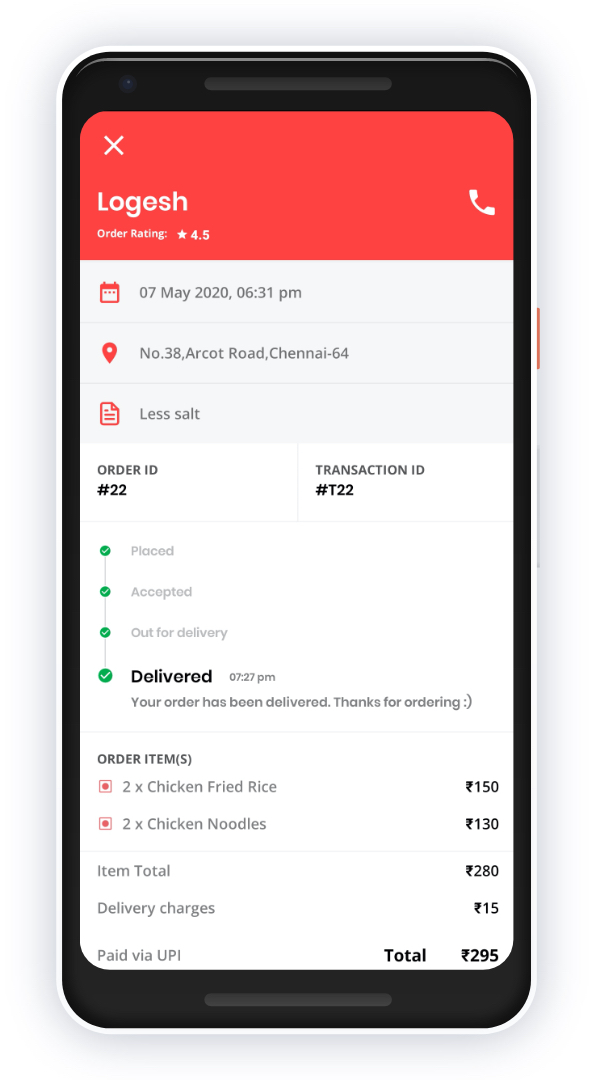 Logesh
Order Rating: ★ 4.5
07 May 2020, 06:31 pm
No.38,Arcot Road,Chennai-64
Less salt
ORDER ID
#22
TRANSACTION ID
#T22
Placed
Accepted
Out for delivery
Delivered 07:27 pm
Your order has been delivered. Thanks for ordering :)
ORDER ITEM(S)
2 x Chicken Fried Rice ₹150
2 x Chicken Noodles ₹130
Item Total ₹280
Delivery charges ₹15
Paid via UPI Total ₹295